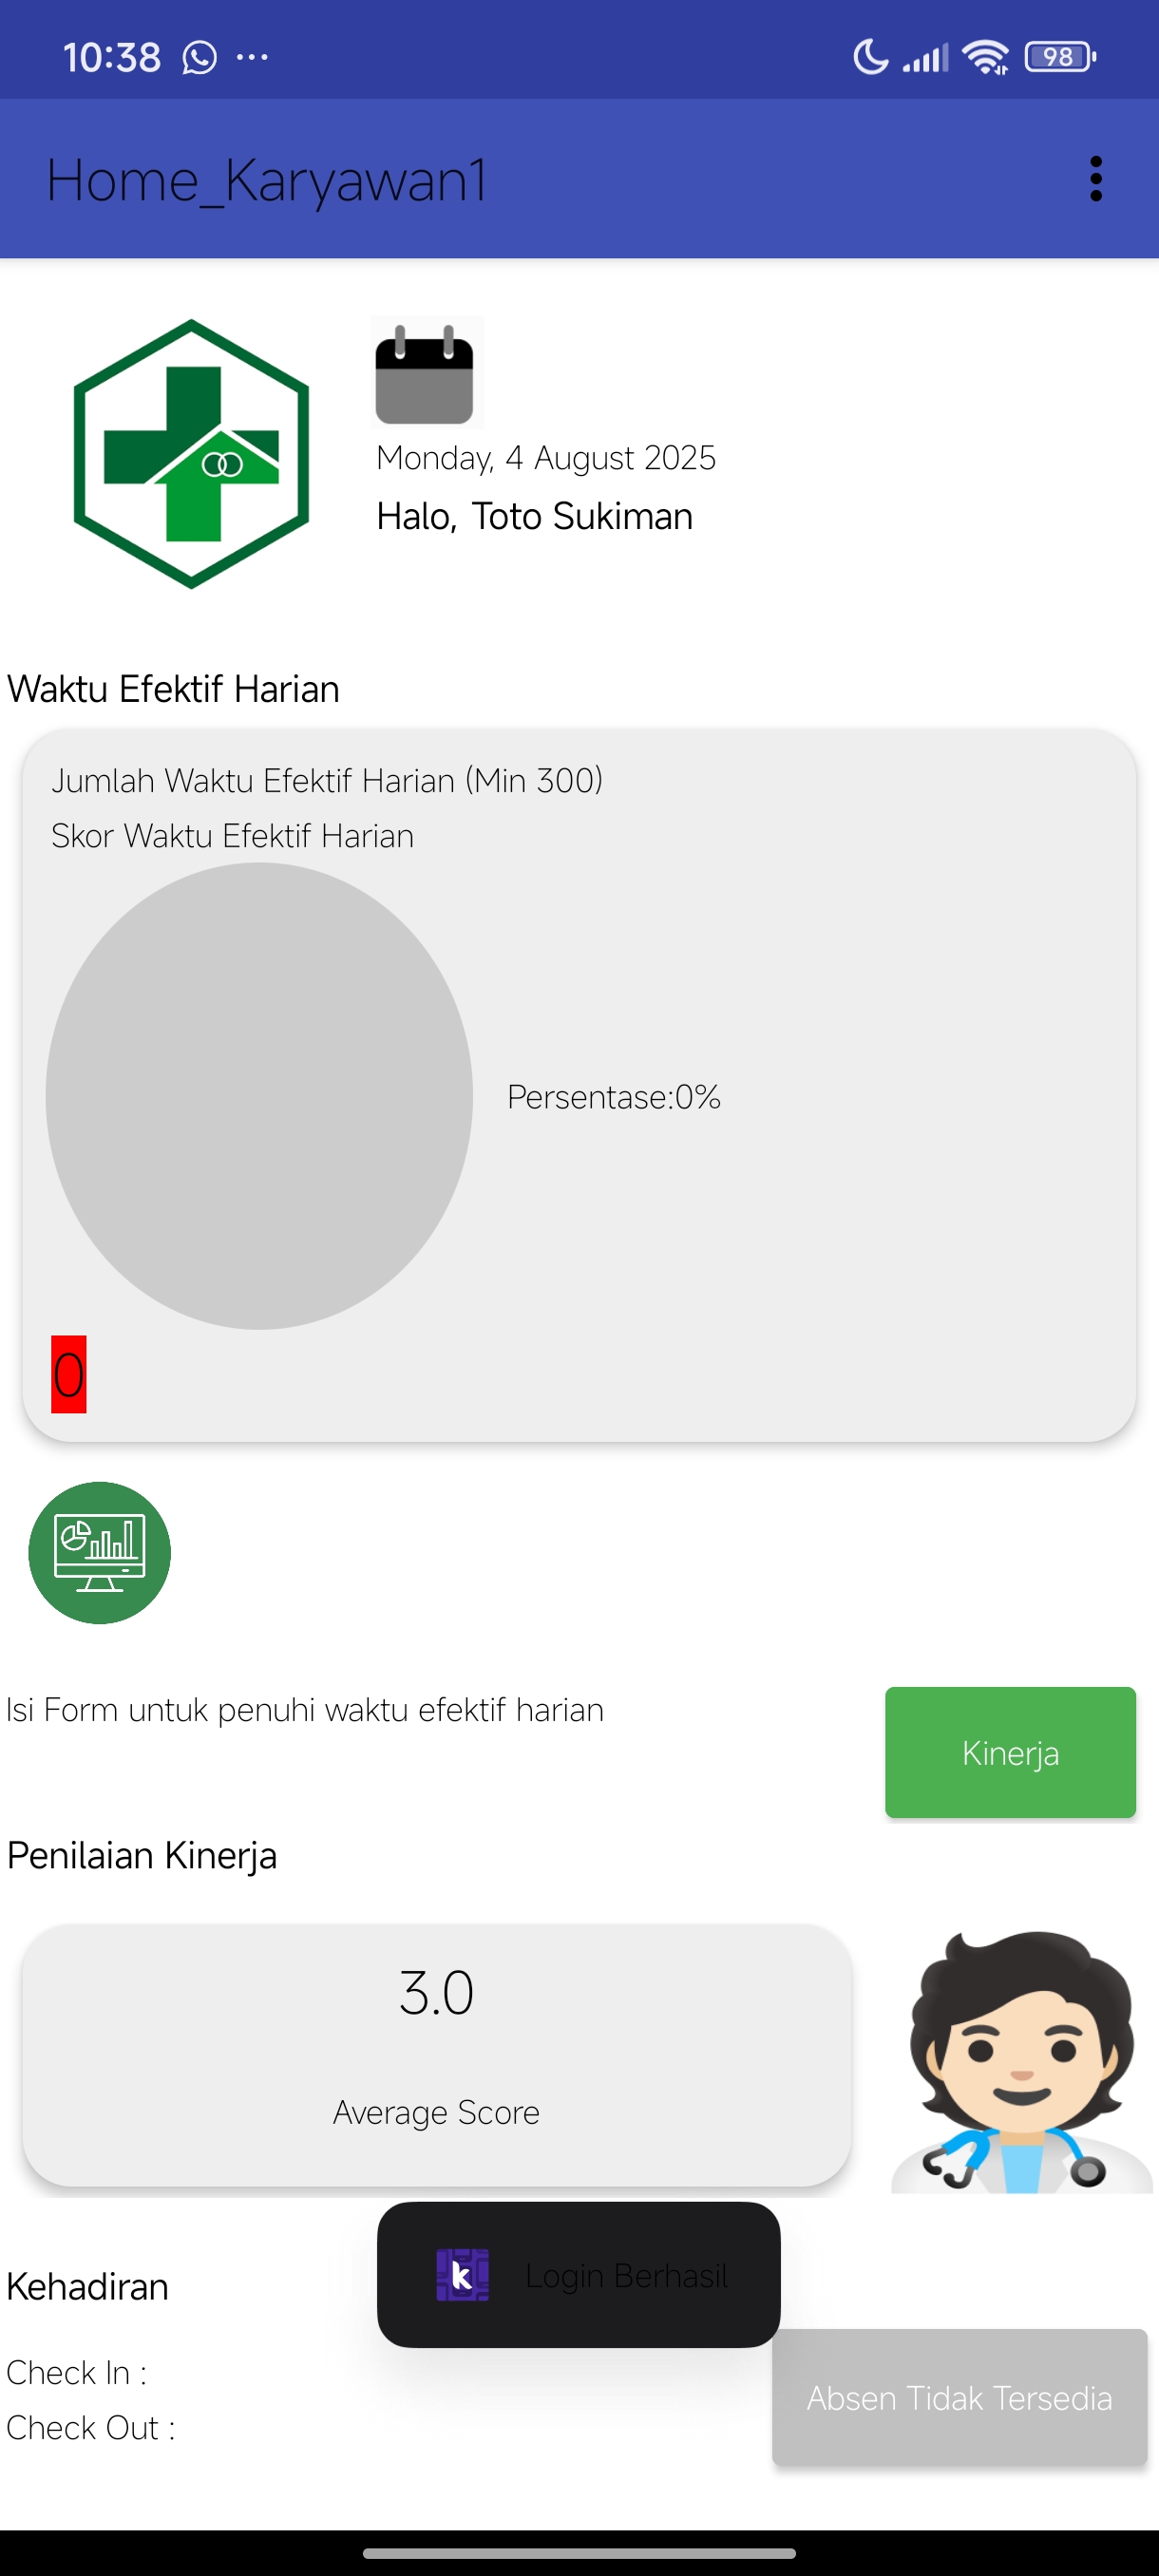 10:38
98
Home_Karyawan1
Monday, 4 August 2025
Halo, Toto Sukiman
Waktu Efektif Harian
Jumlah Waktu Efektif Harian (Min 300)
Skor Waktu Efektif Harian
Persentase:0%
0
Isi Form untuk penuhi waktu efektif harian
Kinerja
Penilaian Kinerja
3.0
Average Score
k Login Berhasil
Kehadiran
Check In :
Absen Tidak Tersedia
Check Out :